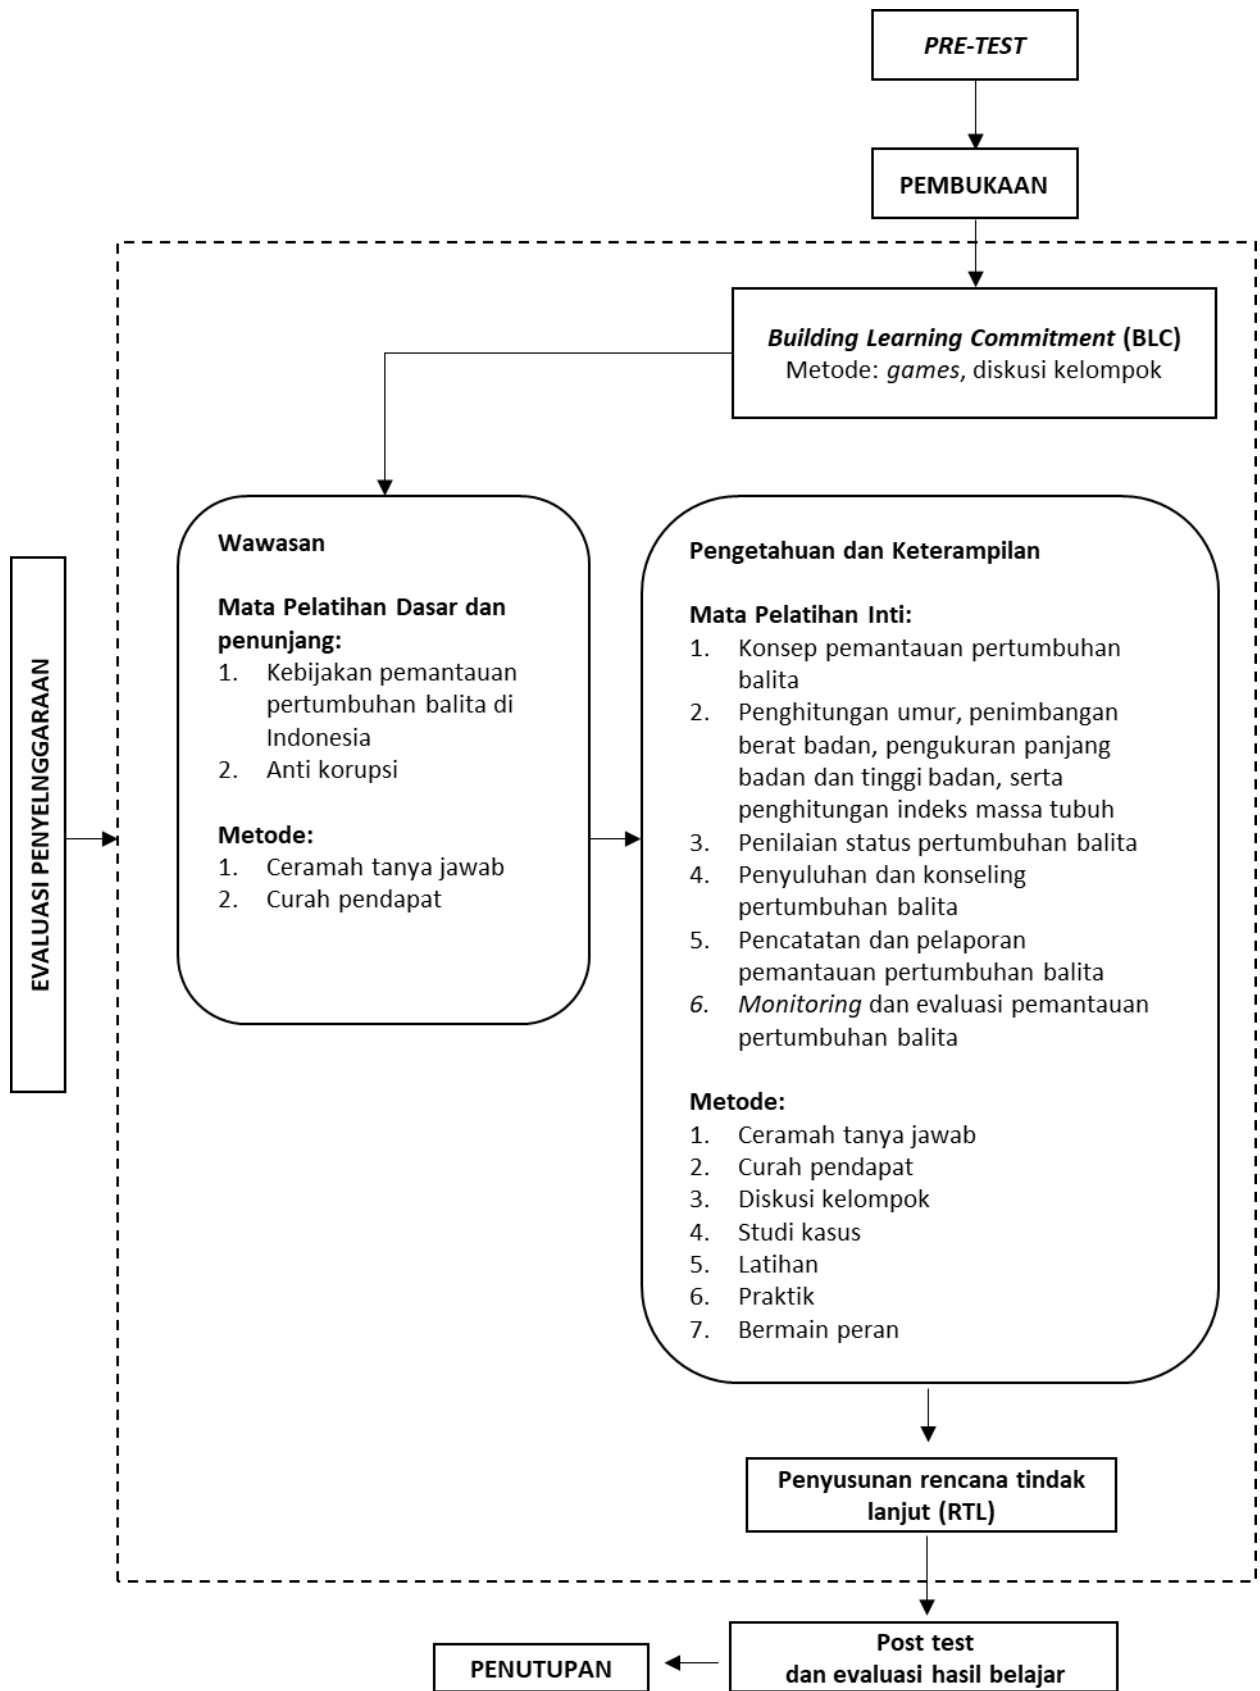 PRE-TEST
PEMBUKAAN
Building Learning Commitment (BLC)
Metode: games, diskusi kelompok
EVALUASI PENYELNGGARAAN
Wawasan
Mata Pelatihan Dasar dan
penunjang:
1. Kebijakan pemantauan
pertumbuhan balita di
Indonesia
2. Anti korupsi
Metode:
1. Ceramah tanya jawab
2. Curah pendapat
Pengetahuan dan Keterampilan
Mata Pelatihan Inti:
1. Konsep pemantauan pertumbuhan
balita
2. Penghitungan umur, penimbangan
berat badan, pengukuran panjang
badan dan tinggi badan, serta
penghitungan indeks massa tubuh
3. Penilaian status pertumbuhan balita
4. Penyuluhan dan konseling
pertumbuhan balita
5. Pencatatan dan pelaporan
pemantauan pertumbuhan balita
6. Monitoring dan evaluasi pemantauan
pertumbuhan balita
Metode:
1. Ceramah tanya jawab
2. Curah pendapat
3. Diskusi kelompok
4. Studi kasus
5. Latihan
6. Praktik
7. Bermain peran
Penyusunan rencana tindak
lanjut (RTL)
Post test
dan evaluasi hasil belajar
PENUTUPAN